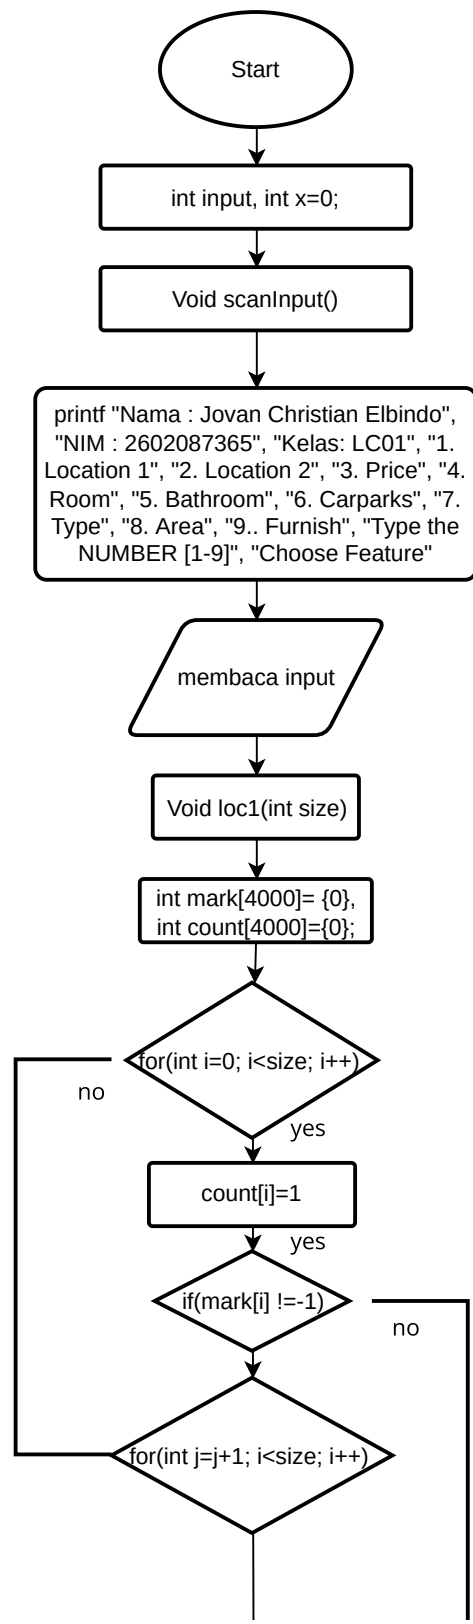 Start
int input, int x=0;
Void scanInput()
printf "Nama : Jovan Christian Elbindo",
"NIM : 2602087365", "Kelas: LC01", "1.
Location 1", "2. Location 2", "3. Price", "4.
Room", "5. Bathroom", "6. Carparks", "7.
Type", "8. Area", "9.. Furnish", "Type the
NUMBER [1-9]", "Choose Feature"
membaca input
Void loc1(int size)
int mark[4000]= {0},
int count[4000]={0};
for(int i=0; i<size; i++)
no
yes
count[i]=1
yes
if(mark[i] !=-1)
no
for(int j=j+1; i<size; i++)